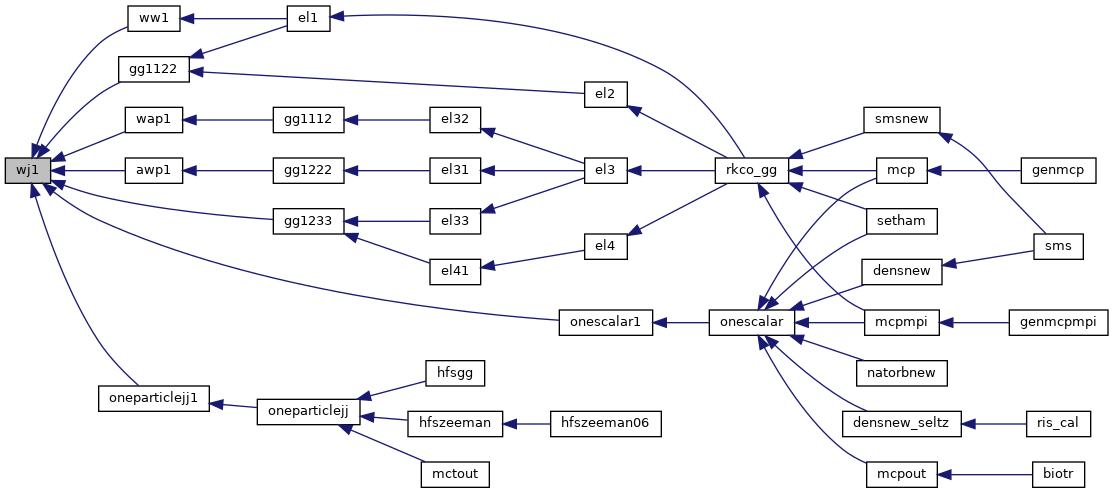 ww1
el1
gg1122
el2
wap1
gg1112
el32
smsnew
wj1
awp1
gg1222
el31
el3
rkco_gg
mcp
genmcp
gg1233
el33
setham
el4
sms
el41
densnew
onescalar1
onescalar
mcpmpi
genmcpmpi
hfsgg
natorbnew
oneparticlejj1
oneparticlejj
hfszeeman
hfszeeman06
densnew_seltz
ris_cal
mctout
mcpout
biotr